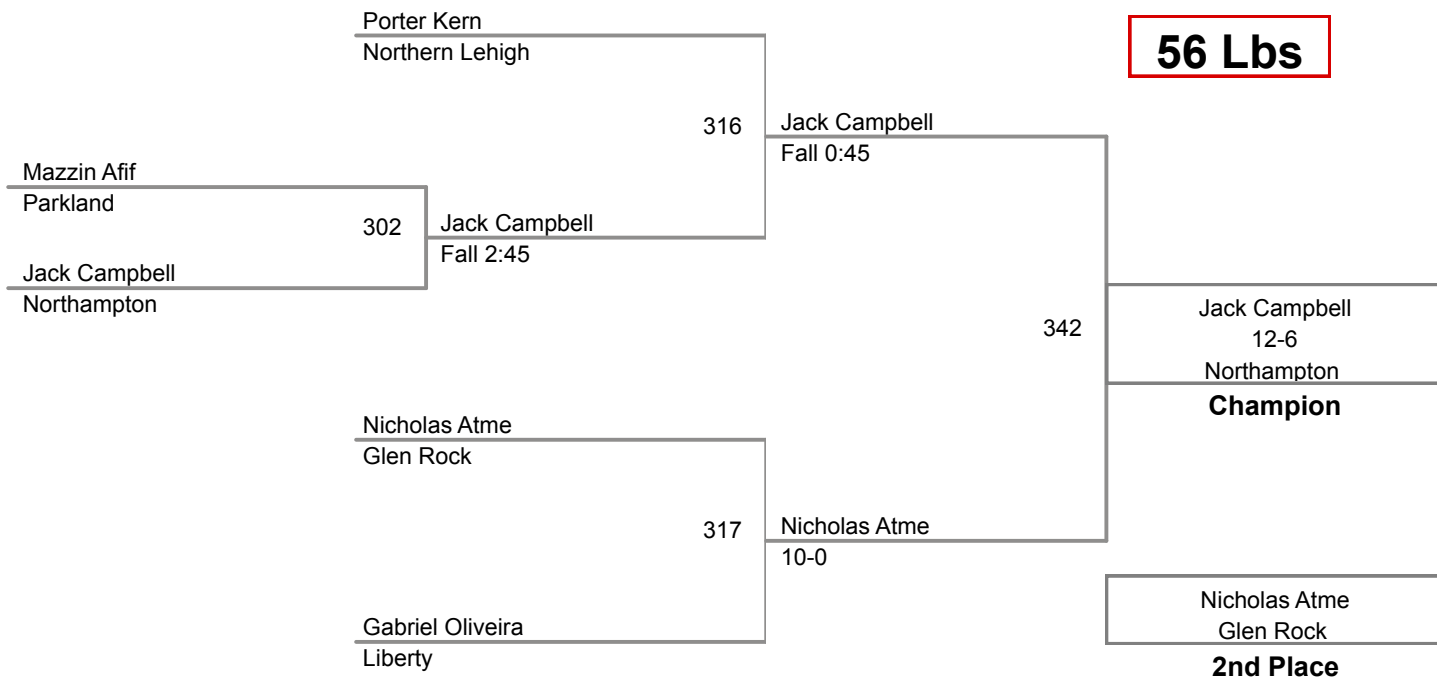 Porter Kern
Northern Lehigh
56 Lbs
316
Jack Campbell
Fall 0:45
Mazzin Afif
Parkland
302
Jack Campbell
Fall 2:45
Jack Campbell
Northampton
342
Jack Campbell
12-6
Northampton
Champion
Nicholas Atme
Glen Rock
317
Nicholas Atme
10-0
Gabriel Oliveira
Liberty
Nicholas Atme
Glen Rock
2nd Place